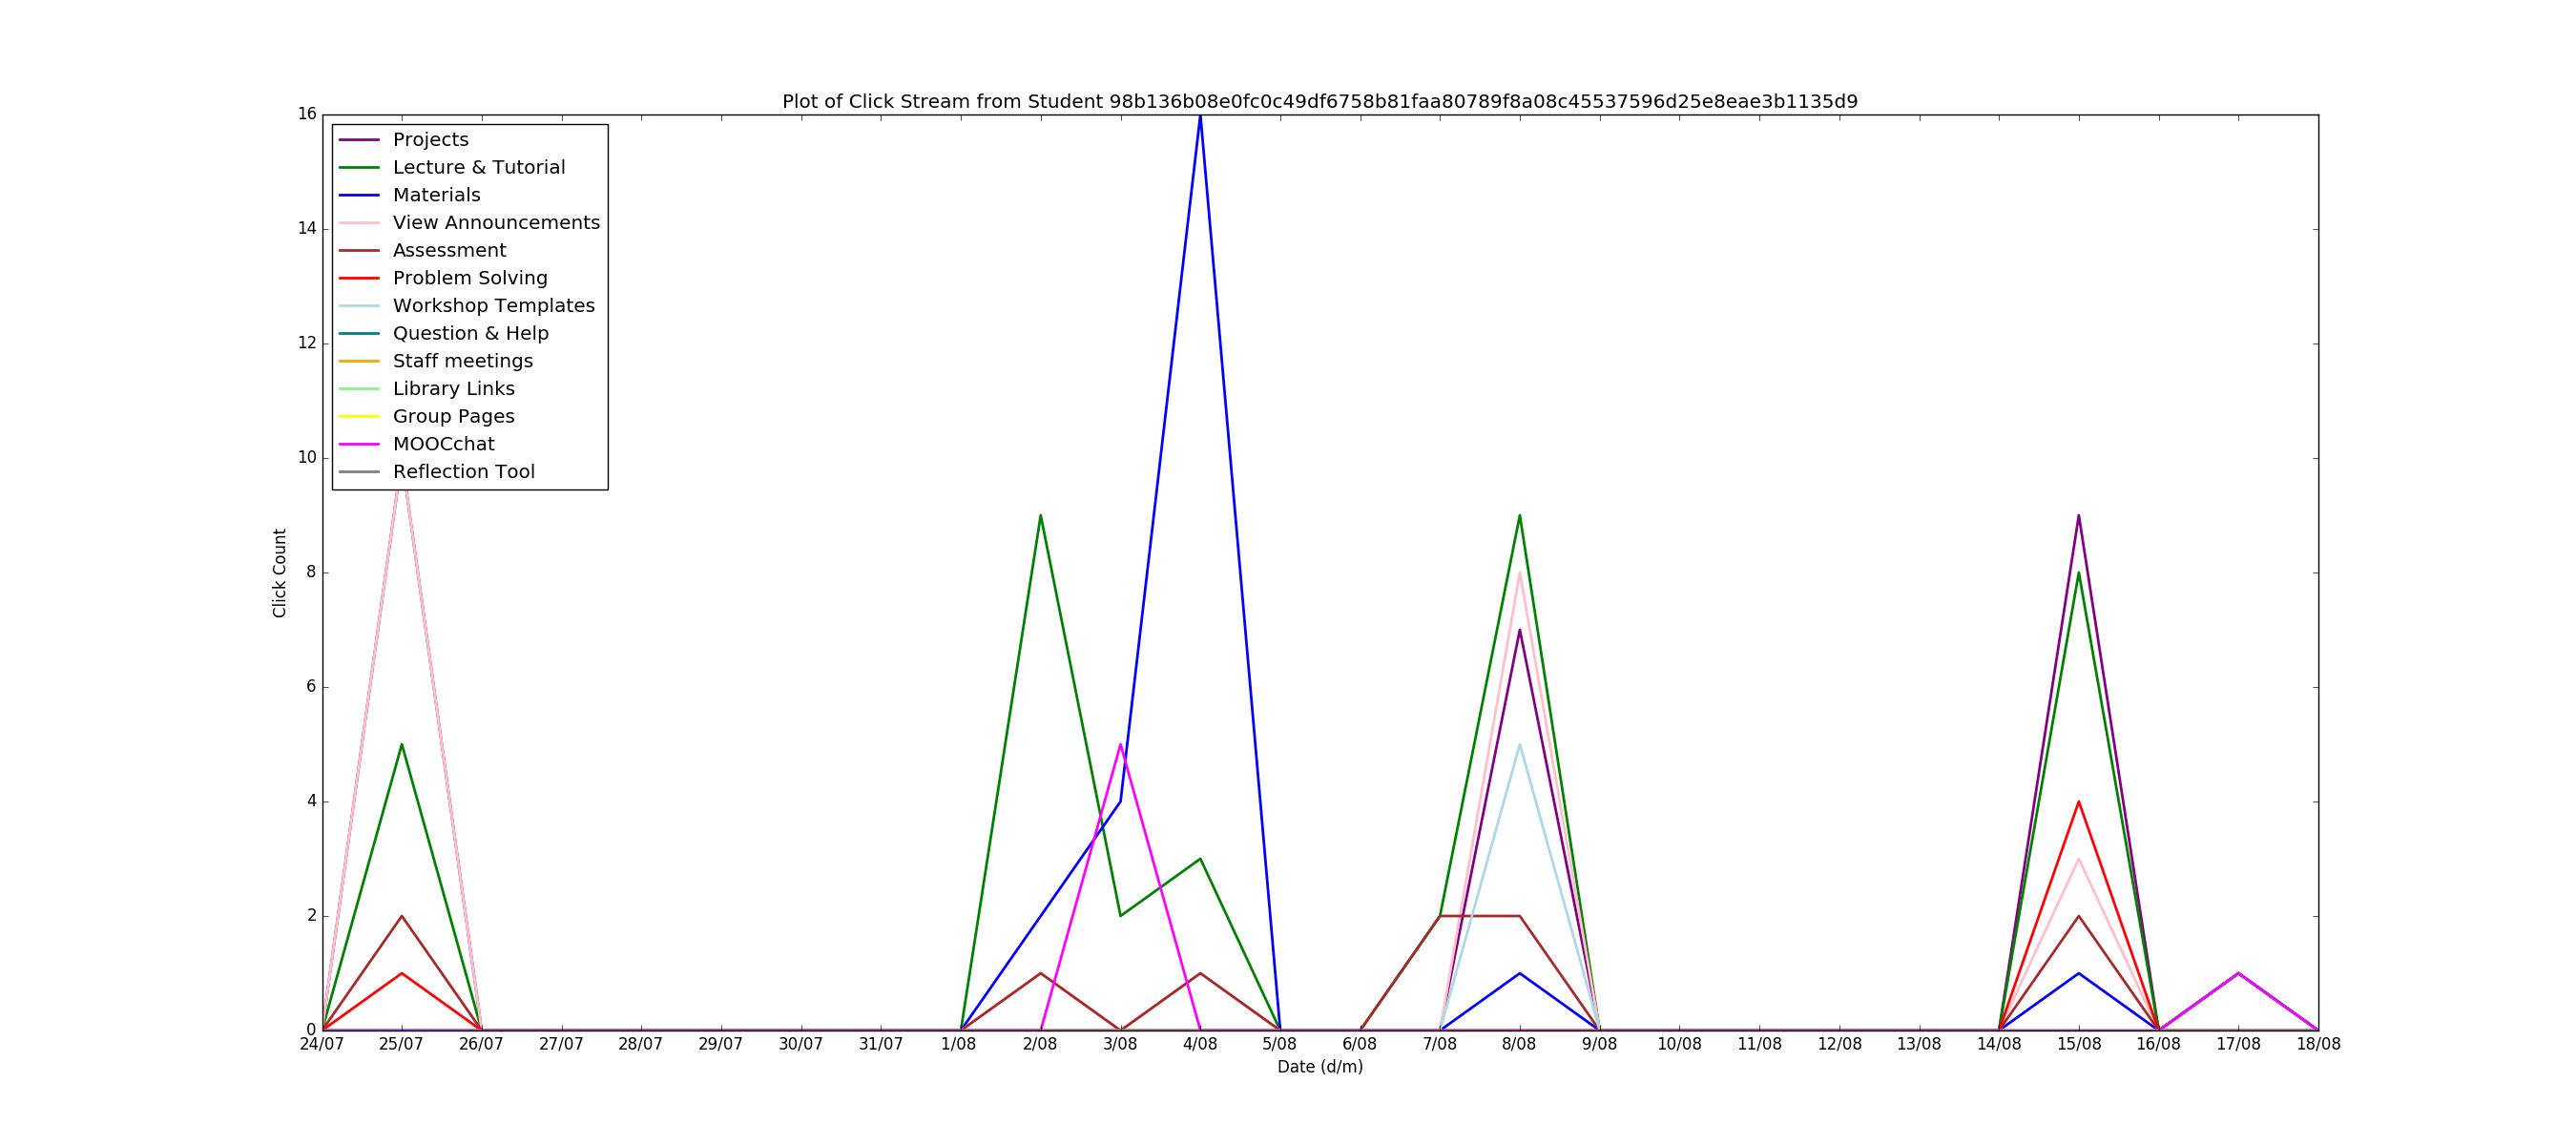 Plot of Click Stream from Student 98b136b08e0fc0c49df6758b81faa80789f8a08c45537596d25e8eae3b1135d9
16
14
12
10
8
6
4
2
0
Click Count
Projects
Lecture & Tutorial
Materials
View Announcements
Assessment
Problem Solving
Workshop Templates
Question & Help
Staff meetings
Library Links
Group Pages
MOOCchat
Reflection Tool
24/07 25/07 26/07 27/07 28/07 29/07 30/07 31/07 1/08 2/08 3/08 4/08 5/08 6/08 7/08 8/08 9/08 10/08 11/08 12/08 13/08 14/08 15/08 16/08 17/08 18/08
Date (d/m)